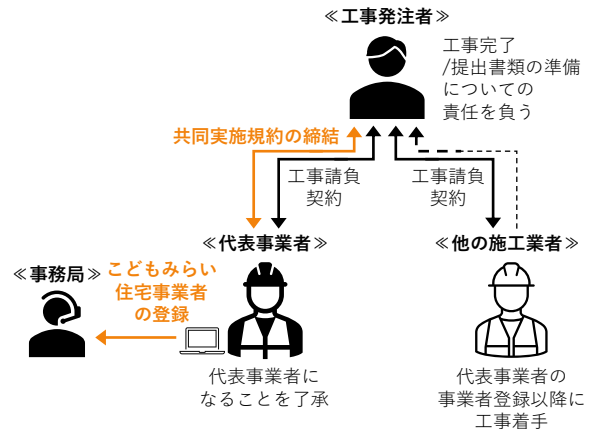 ≪工事発注者≫
工事完了
/提出書類の準備
についての
責任を負う
共同実施規約の締結
工事請負
契約
工事請負
契約
≪代表事業者≫
≪他の施工業者≫
≪事務局≫
こどもみらい
住宅事業者
の登録
代表事業者に
なることを了承
代表事業者の
事業者登録以降に
工事着手